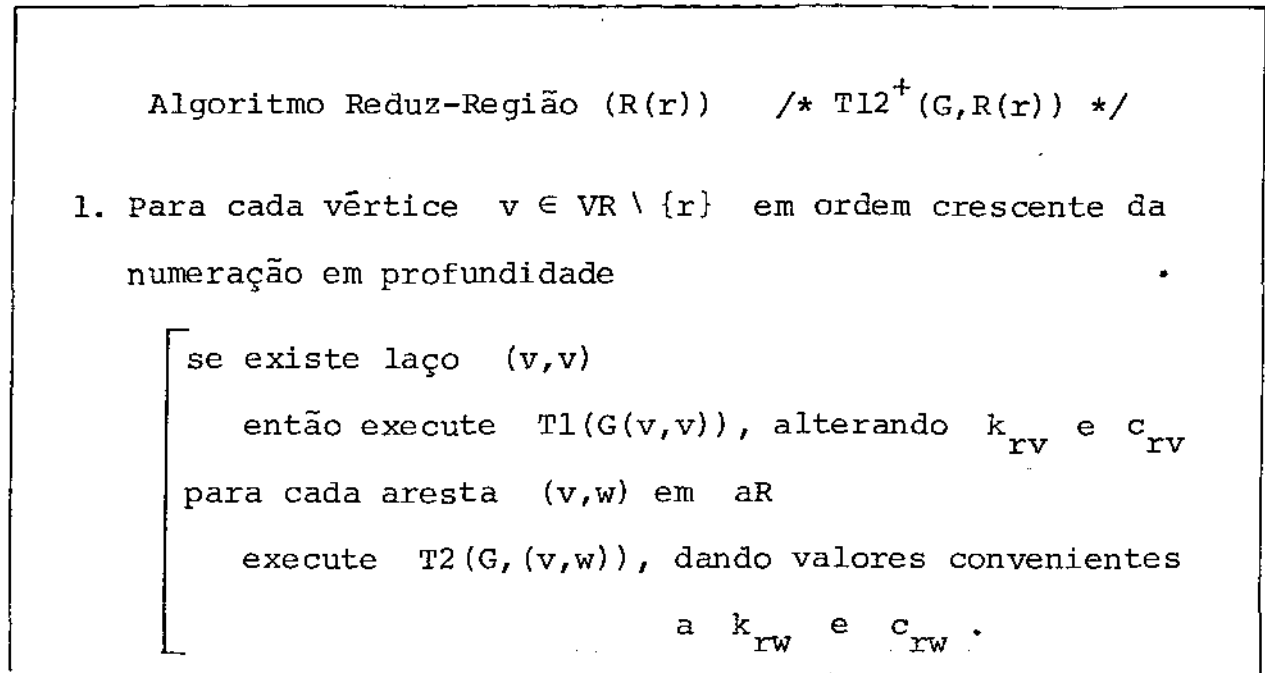 Algoritmo Reduz-Região (R(r)) /* T12⁺(G,R(r)) */
1. Para cada vértice v ∈ VR \ {r} em ordem crescente da
numeração em profundidade
se existe laço (v,v)
então execute T1(G(v,v)), alterando k_rv e c_rv
para cada aresta (v,w) em aR
execute T2(G,(v,w)), dando valores convenientes
a k_rw e c_rw.